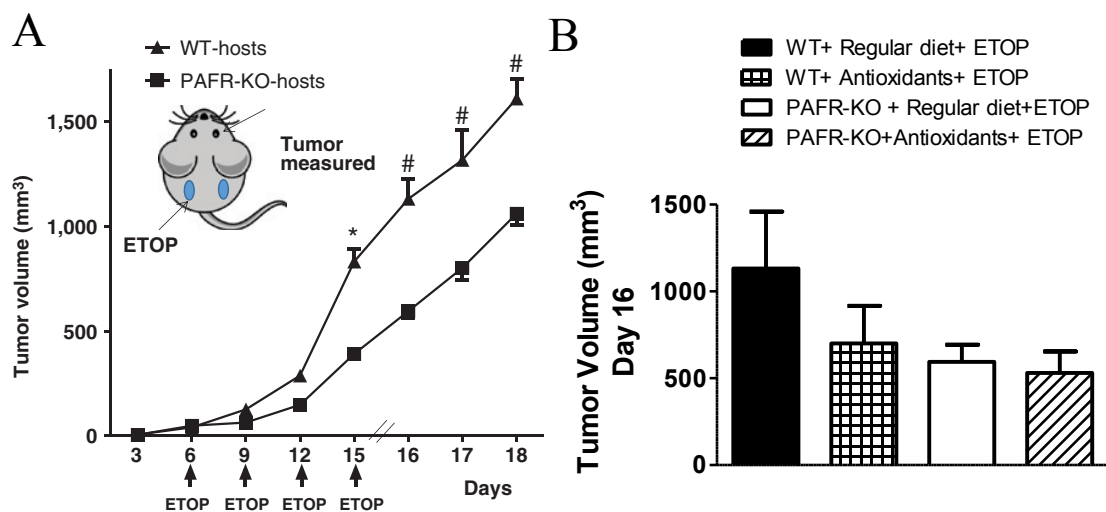 A
WT-hosts
PAFR-KO-hosts
Tumor volume (mm³)
1,500
1,000
500
0
Tumor
measured
ETOP
*
#
#
#
3 6 9 12 15 16 17 18
ETOP ETOP ETOP ETOP
Days
B
WT+ Regular diet+ ETOP
WT+ Antioxidants+ ETOP
PAFR-KO + Regular diet+ETOP
PAFR-KO+Antioxidants+ ETOP
Tumor Volume (mm³)
Day 16
1500
1000
500
0